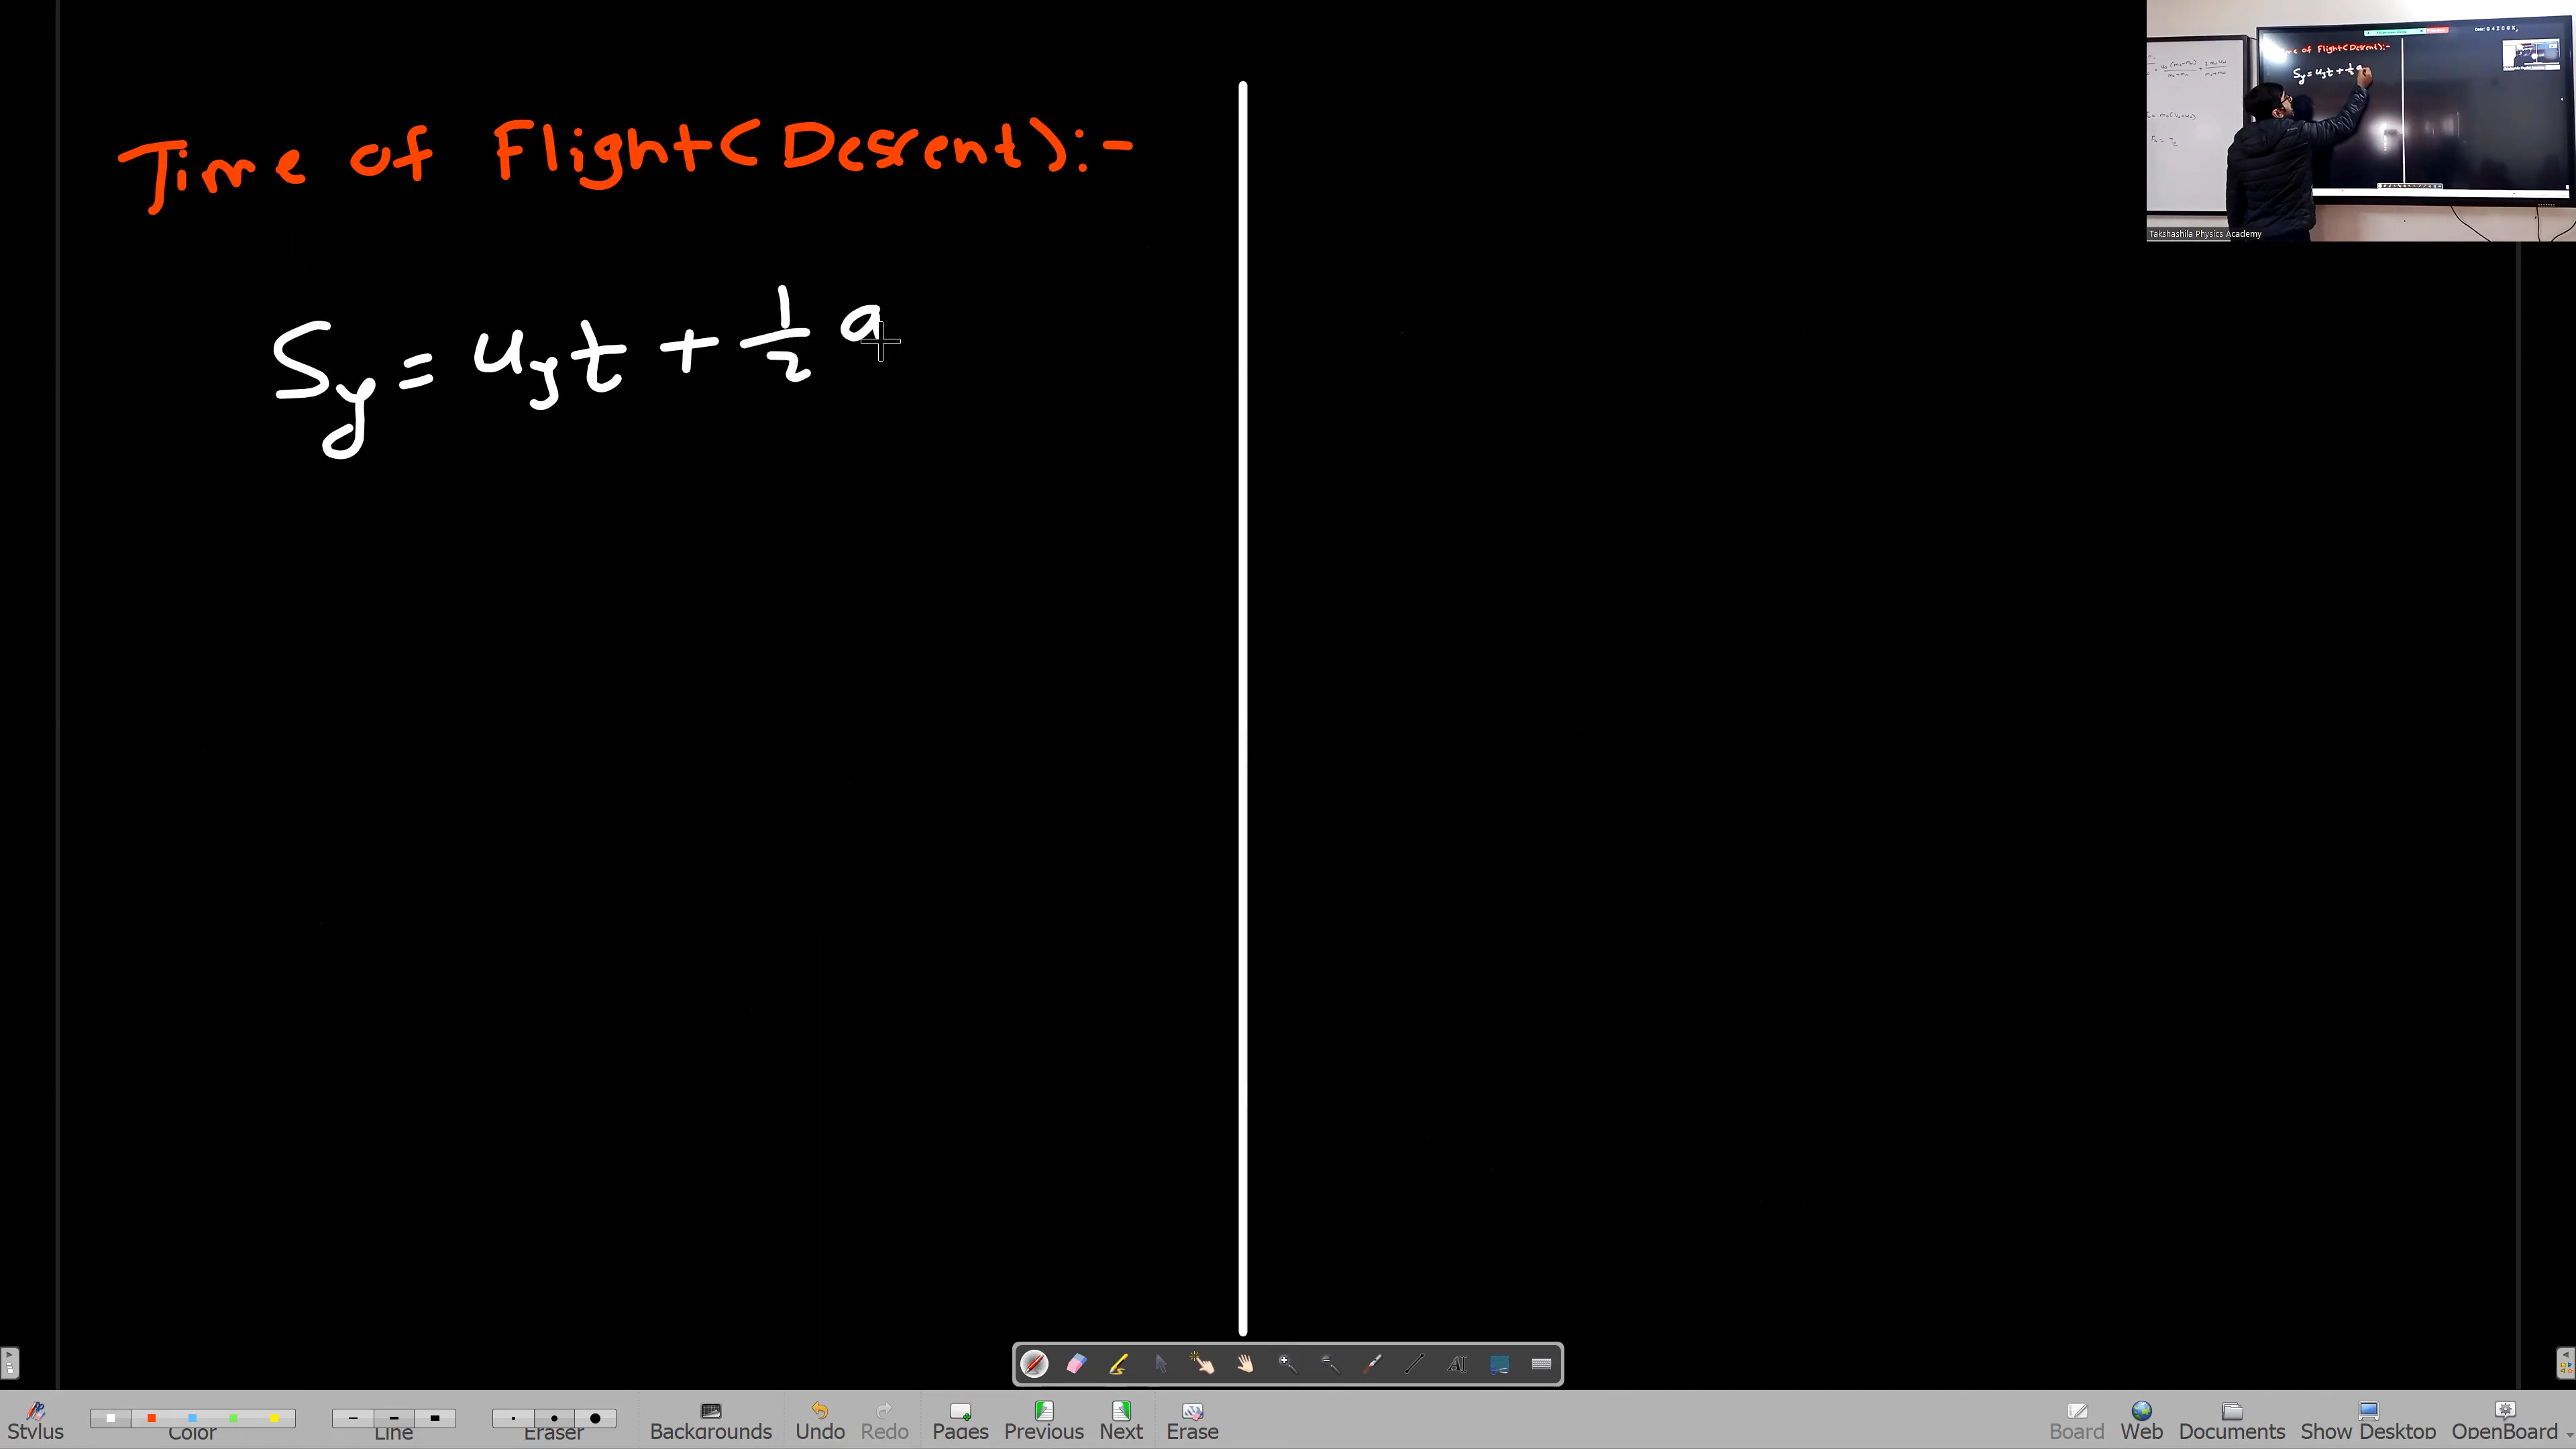 Time of Flight (Descent):-
Sy = uyt + 1/2 a
Takshashila Physics Academy
Stylus
Color
Line
Eraser
Backgrounds
Undo
Redo
Pages
Previous
Next
Erase
Board
Web
Documents
Show Desktop
OpenBoard